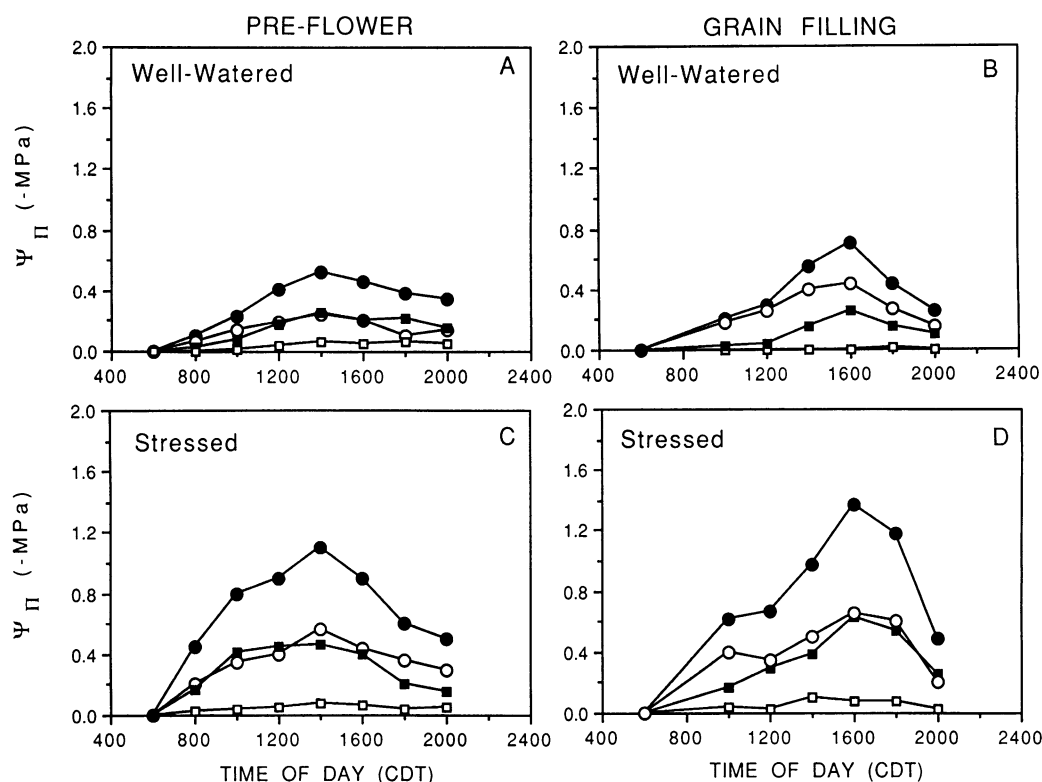 PRE-FLOWER
GRAIN FILLING
Well-Watered
A
Ψ Π (-MPa)
2.0
1.6
1.2
0.8
0.4
0.0
400 800 1200 1600 2000 2400
Well-Watered
B
2.0
1.6
1.2
0.8
0.4
0.0
400 800 1200 1600 2000 2400
Stressed
C
Ψ Π (-MPa)
2.0
1.6
1.2
0.8
0.4
0.0
400 800 1200 1600 2000 2400
TIME OF DAY (CDT)
Stressed
D
2.0
1.6
1.2
0.8
0.4
0.0
400 800 1200 1600 2000 2400
TIME OF DAY (CDT)